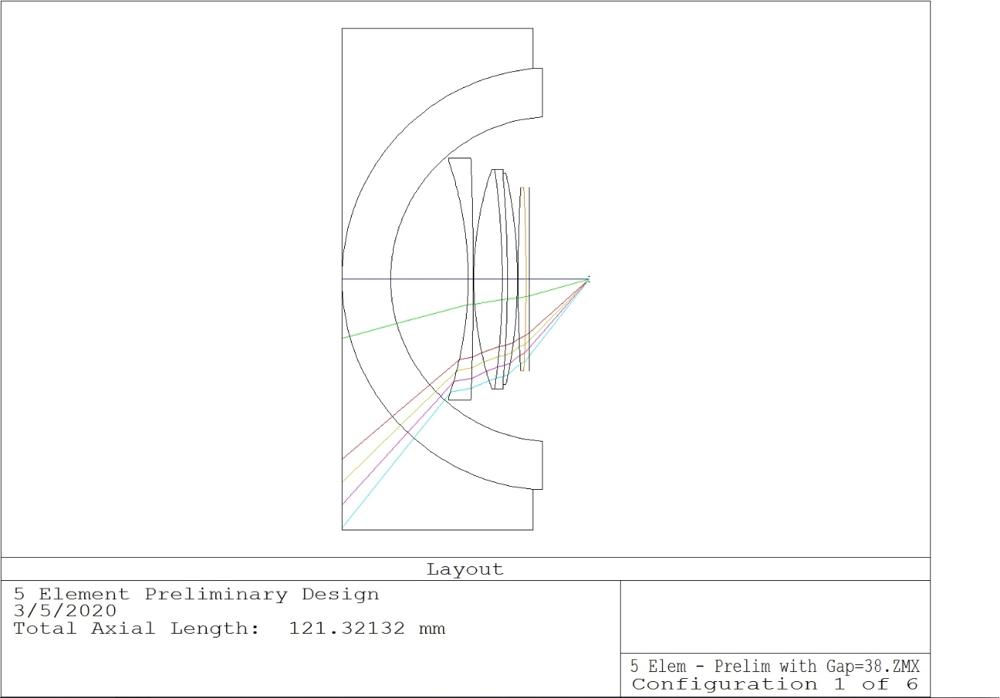 Layout
5 Element Preliminary Design
3/5/2020
Total Axial Length:  121.32132 mm
5 Elem - Prelim with Gap=38.ZMX
Configuration 1 of 6